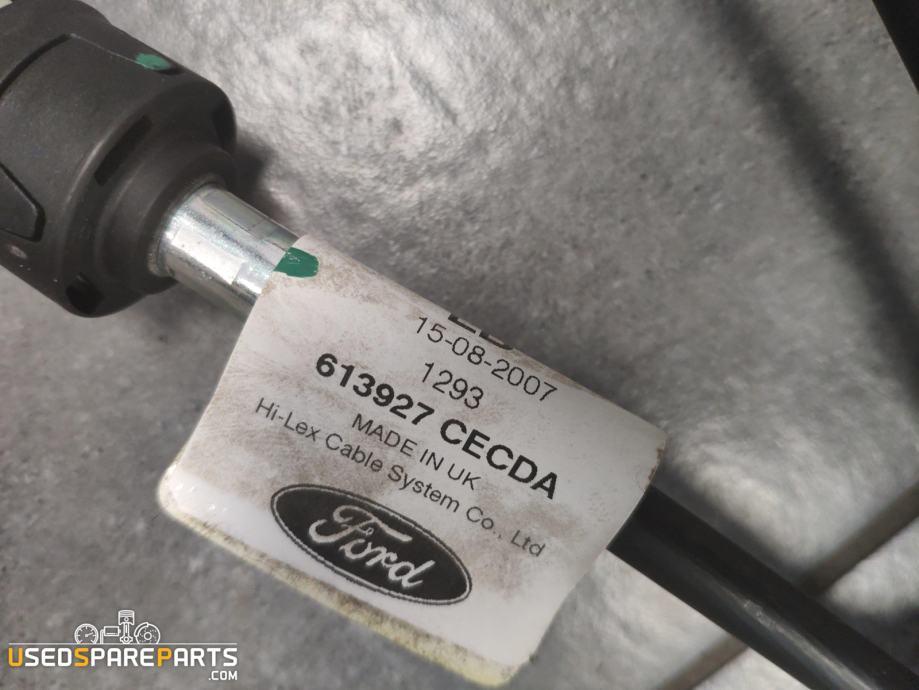 15-08-2007
1293
613927 CECDA
MADE IN UK
Hi-Lex Cable System Co., Ltd
Ford
USEDSPAREPARTS
.COM